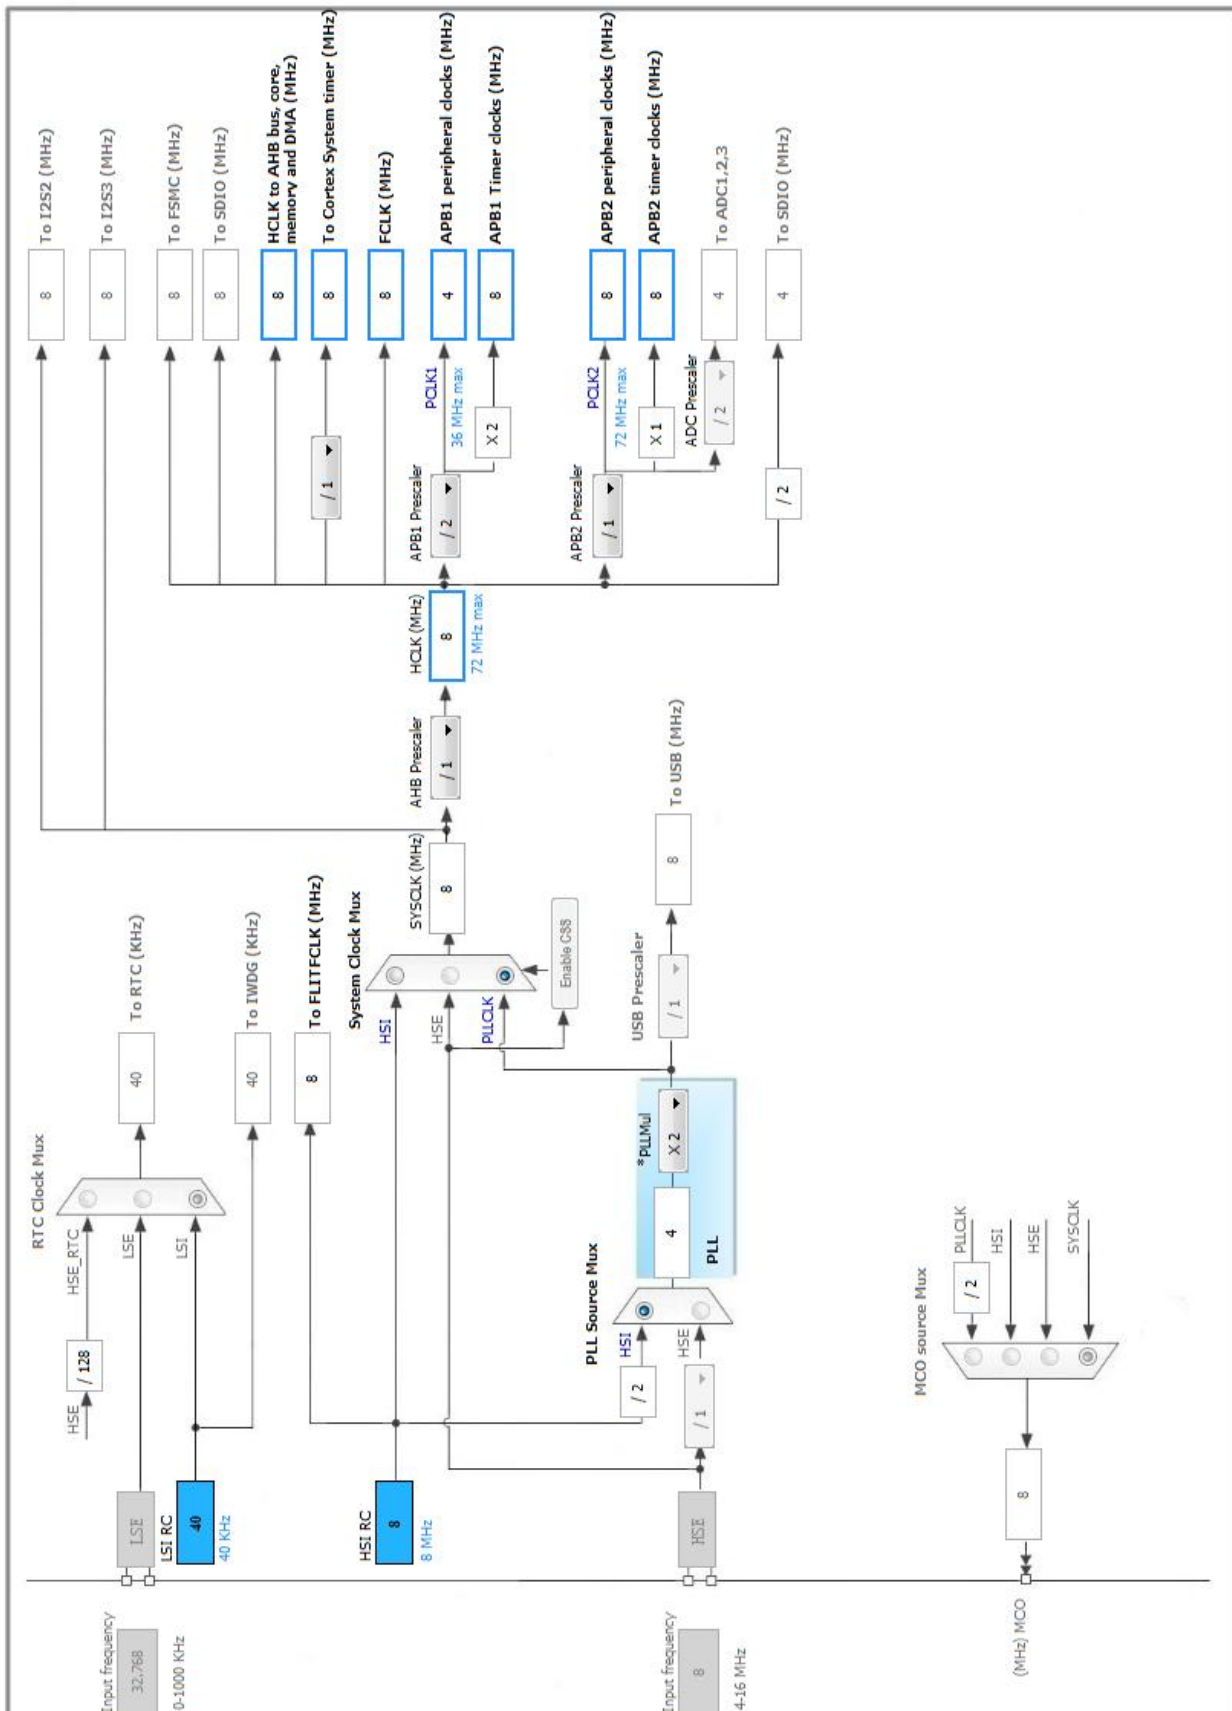 Input frequency
32.768
0-1000 KHz
LSE
LSI RC
40
40 KHz
HSE
/ 128
HSE_RTC
LSE
LSI
RTC Clock Mux
40
To RTC (KHz)
40
To IWDG (KHz)
HSI RC
8
8 MHz
8
To FLITFCLK (MHz)
System Clock Mux
HSI
HSE
PLLCLK
Enable CSS
SYSCLK (MHz)
8
AHB Prescaler
/ 1
HCLK (MHz)
8
72 MHz max
8
To I2S2 (MHz)
8
To I2S3 (MHz)
8
To FSMC (MHz)
8
To SDIO (MHz)
8
HCLK to AHB bus, core,
memory and DMA (MHz)
/ 1
8
To Cortex System timer (MHz)
8
FCLK (MHz)
APB1 Prescaler
/ 2
PCLK1
36 MHz max
4
APB1 peripheral clocks (MHz)
X 2
8
APB1 Timer clocks (MHz)
APB2 Prescaler
/ 1
PCLK2
72 MHz max
8
APB2 peripheral clocks (MHz)
X 1
8
APB2 timer clocks (MHz)
ADC Prescaler
/ 2
4
To ADC1,2,3
/ 2
4
To SDIO (MHz)
Input frequency
8
4-16 MHz
HSE
/ 2
/ 1
PLL Source Mux
HSI
HSE
4
*PLLMul
X 2
PLL
USB Prescaler
/ 1
8
To USB (MHz)
MCO source Mux
/ 2
PLLCLK
HSI
HSE
SYSCLK
8
(MHz) MCO